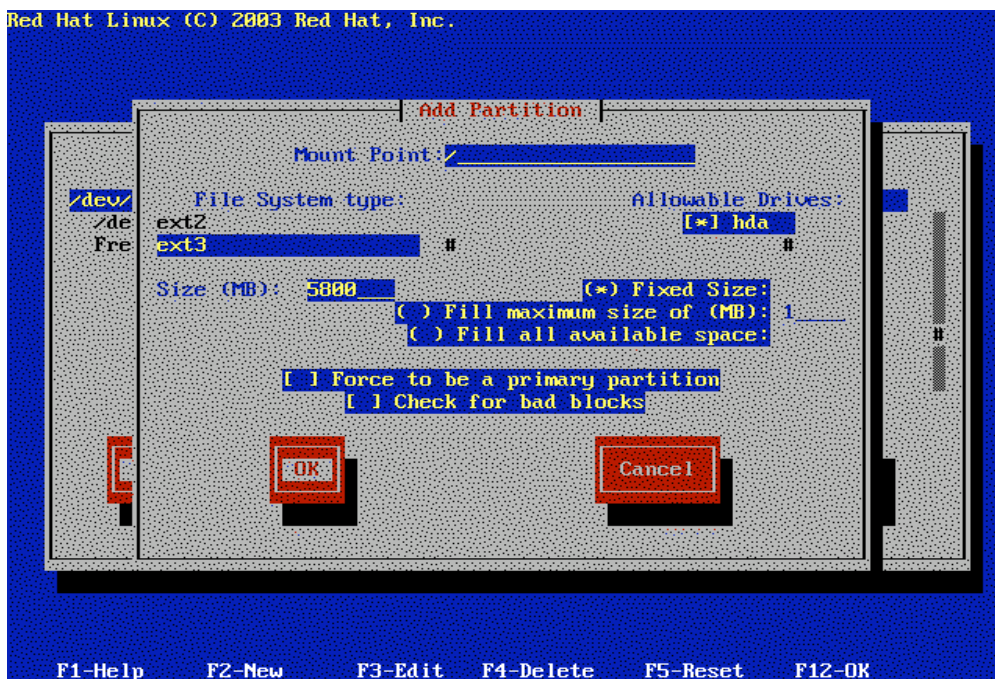 Red Hat Linux (C) 2003 Red Hat, Inc.
Add Partition
Mount Point:/
/dev/ File System type: Allowable Drives:
/de ext2 [*] hda
Fre ext3 # #
Size (MB): 5800 (*) Fixed Size:
( ) Fill maximum size of (MB): 1
( ) Fill all available space: #
[ ] Force to be a primary partition
[ ] Check for bad blocks
OK Cancel
F1-Help F2-New F3-Edit F4-Delete F5-Reset F12-OK